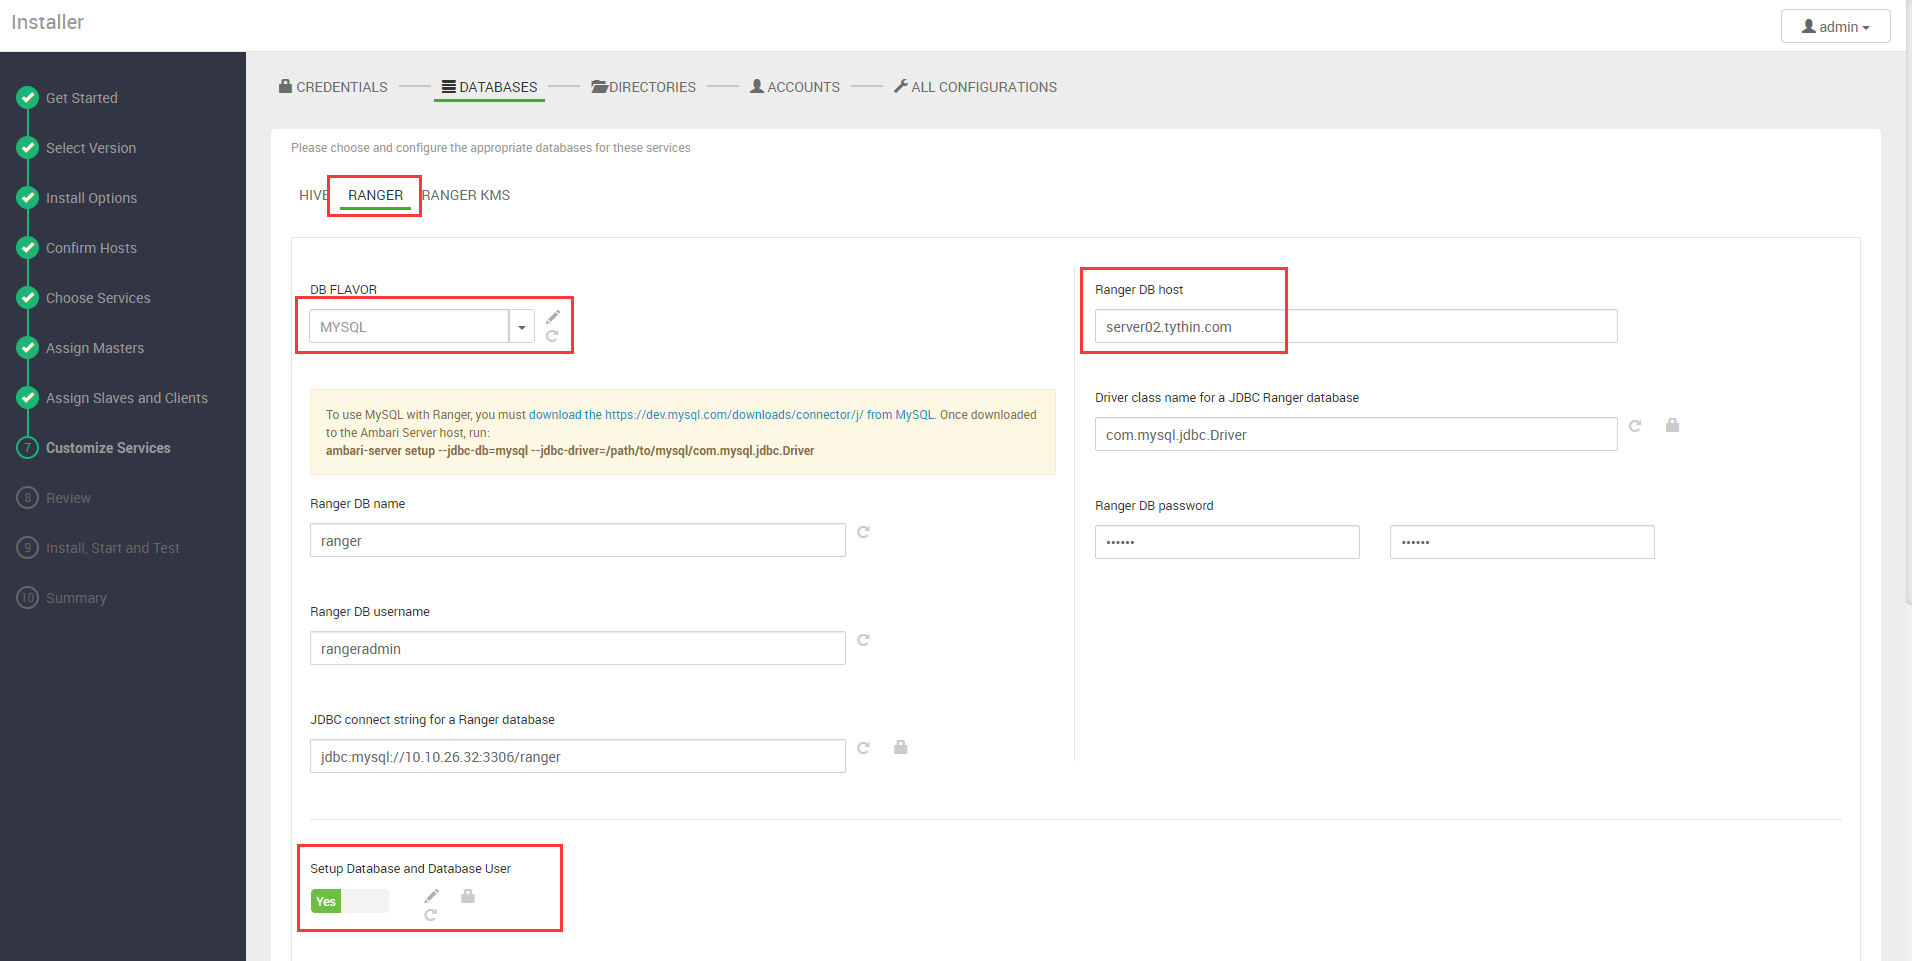 Installer
admin
Get Started
Select Version
Install Options
Confirm Hosts
Choose Services
Assign Masters
Assign Slaves and Clients
7 Customize Services
8 Review
9 Install, Start and Test
10 Summary
CREDENTIALS DATABASES DIRECTORIES ACCOUNTS ALL CONFIGURATIONS
Please choose and configure the appropriate databases for these services
HIVE RANGER RANGER KMS
DB FLAVOR
MYSQL
To use MySQL with Ranger, you must download the https://dev.mysql.com/downloads/connector/j/ from MySQL. Once downloaded
to the Ambari Server host, run:
ambari-server setup --jdbc-db=mysql --jdbc-driver=/path/to/mysql/com.mysql.jdbc.Driver
Ranger DB name
ranger
Ranger DB username
rangeradmin
JDBC connect string for a Ranger database
jdbc:mysql://10.10.26.32:3306/ranger
Ranger DB host
server02.tythin.com
Driver class name for a JDBC Ranger database
com.mysql.jdbc.Driver
Ranger DB password
•••••• ••••••
Setup Database and Database User
Yes